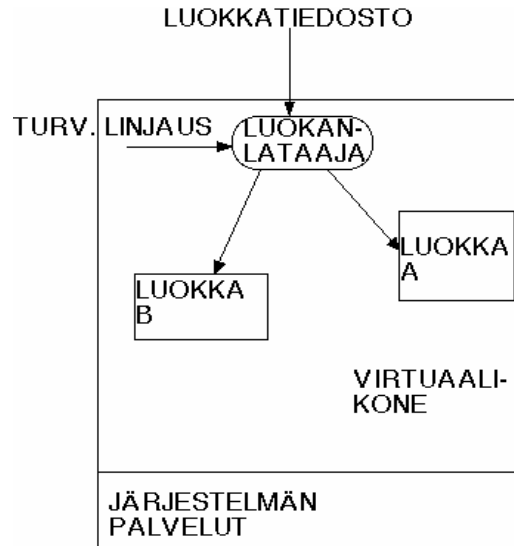 LUOKKATIEDOSTO
TURV. LINJAUS
LUOKAN-
LATAAJA
LUOKKA
A
LUOKKA
B
VIRTUAALI-
KONE
JÄRJESTELMÄN
PALVELUT